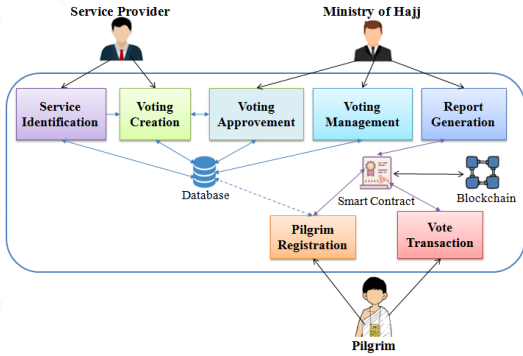 Service Provider
Ministry of Hajj
Service
Identification
Voting
Creation
Voting
Approvement
Voting
Management
Report
Generation
Database
Smart Contract
Blockchain
Pilgrim
Registration
Vote
Transaction
Pilgrim